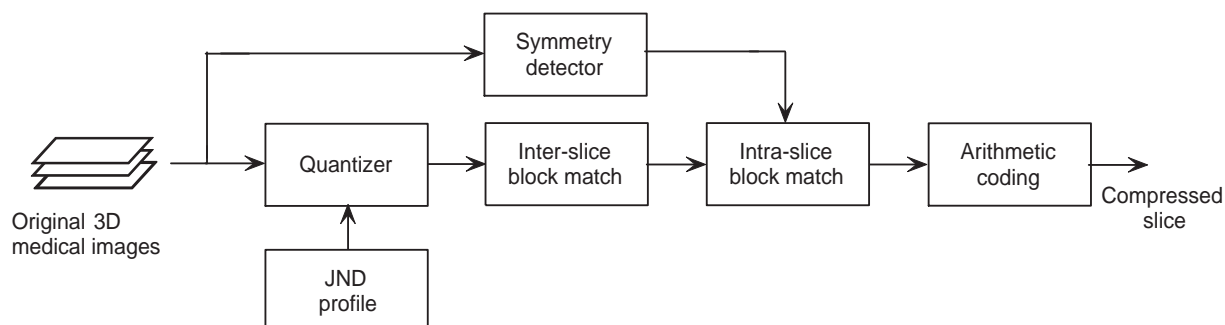 Symmetry
detector
Original 3D
medical images
Quantizer
Inter-slice
block match
Intra-slice
block match
Arithmetic
coding
Compressed
slice
JND
profile